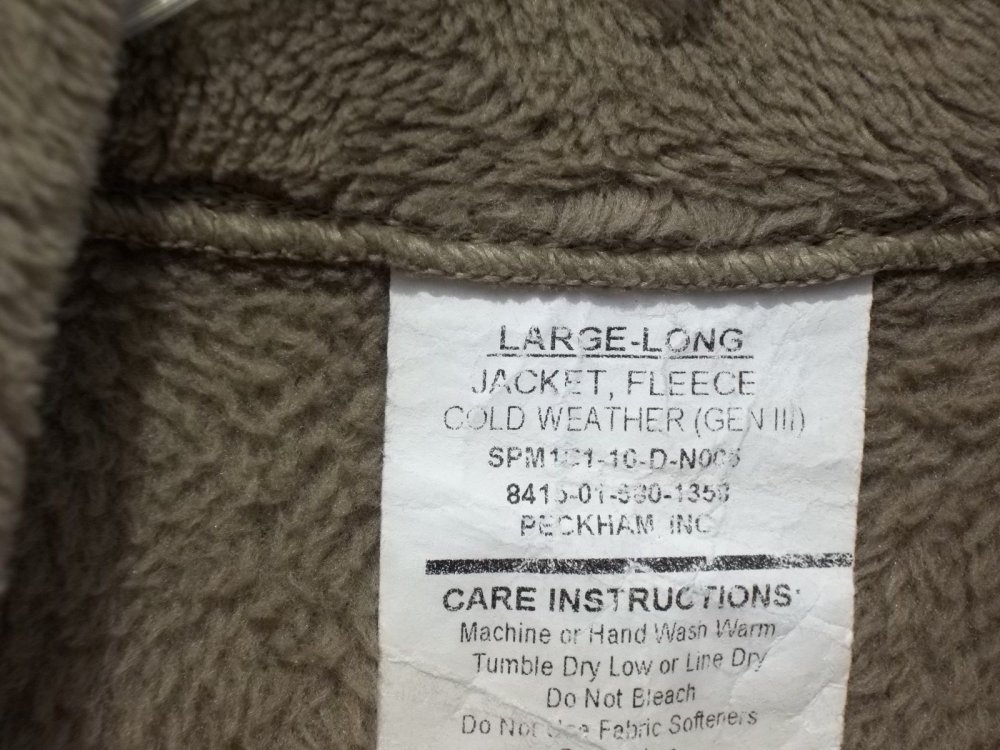 LARGE-LONG
JACKET, FLEECE
COLD WEATHER (GEN III)
PECKHAM INC
CARE INSTRUCTIONS:
Machine or Hand Wash Warm
Tumble Dry Low or Line Dry
Do Not Bleach
Do Not Use Fabric Softeners